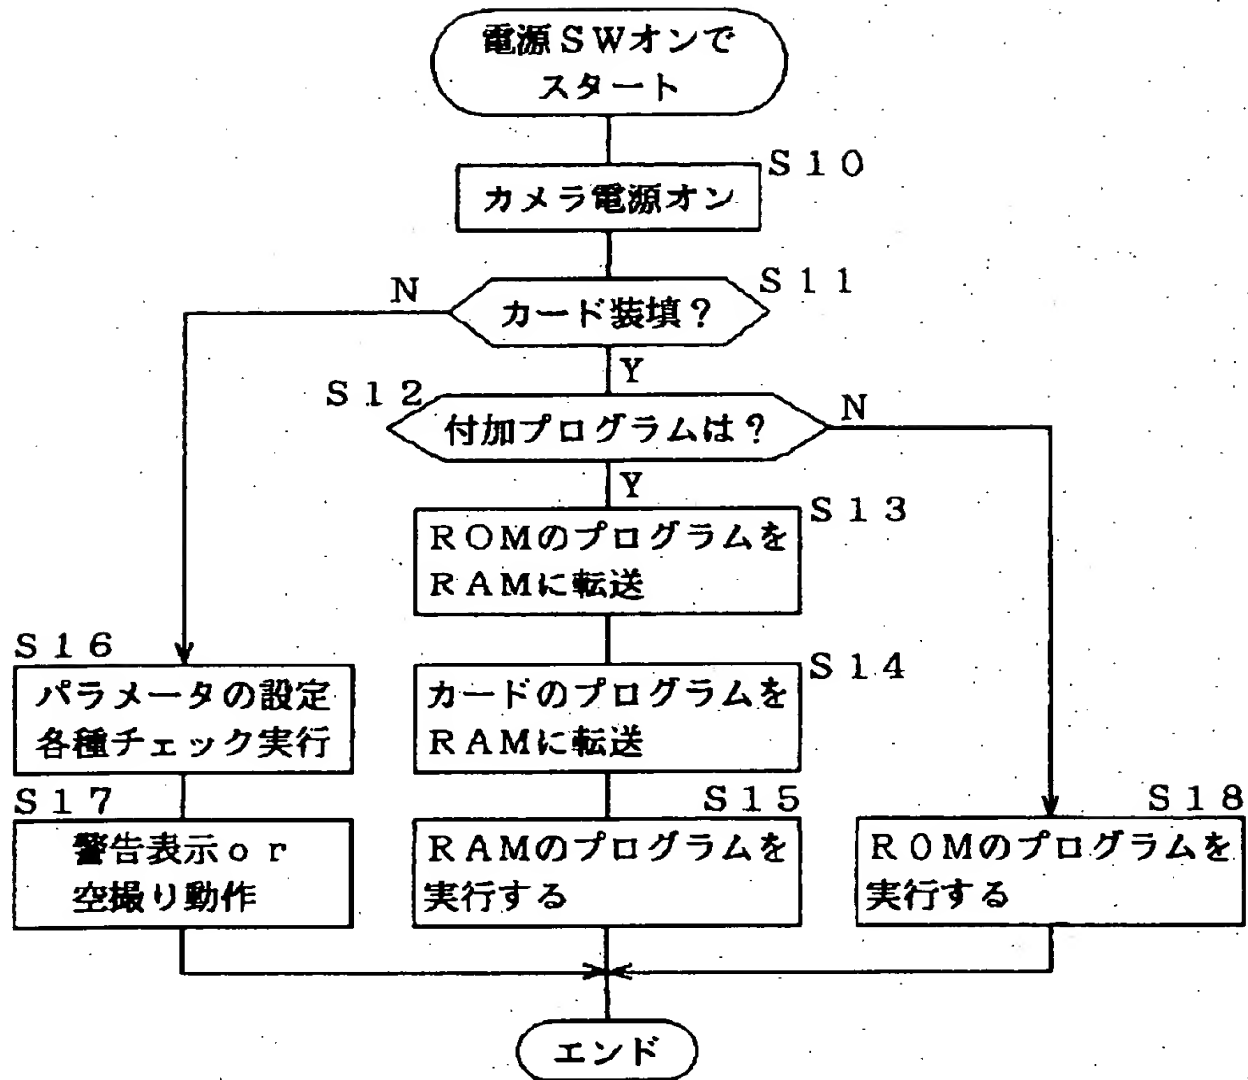 電源SWオンで
スタート
S10
カメラ電源オン
S11
N
カード装填?
Y
S12
N
付加プログラムは?
Y
S13
ROMのプログラムを
RAMに転送
S16
パラメータの設定
各種チェック実行
S14
カードのプログラムを
RAMに転送
S17
警告表示or
空撮り動作
S15
RAMのプログラムを
実行する
S18
ROMのプログラムを
実行する
エンド